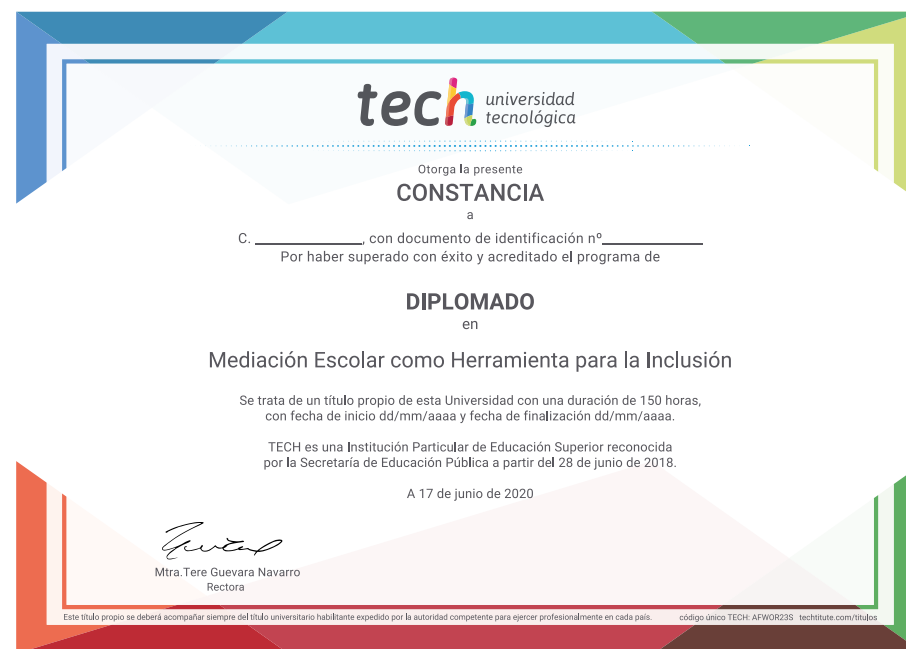 tech universidad
tecnológica
Otorga la presente
CONSTANCIA
a
C. ____________, con documento de identificación nº____________
Por haber superado con éxito y acreditado el programa de
DIPLOMADO
en
Mediación Escolar como Herramienta para la Inclusión
Se trata de un título propio de esta Universidad con una duración de 150 horas,
con fecha de inicio dd/mm/aaaa y fecha de finalización dd/mm/aaaa.
TECH es una Institución Particular de Educación Superior reconocida
por la Secretaría de Educación Pública a partir del 28 de junio de 2018.
A 17 de junio de 2020
Mtra.Tere Guevara Navarro
Rectora
Este título propio se deberá acompañar siempre del título universitario habilitante expedido por la autoridad competente para ejercer profesionalmente en cada país. código único TECH: AFWOR23S techtitute.com/titulos